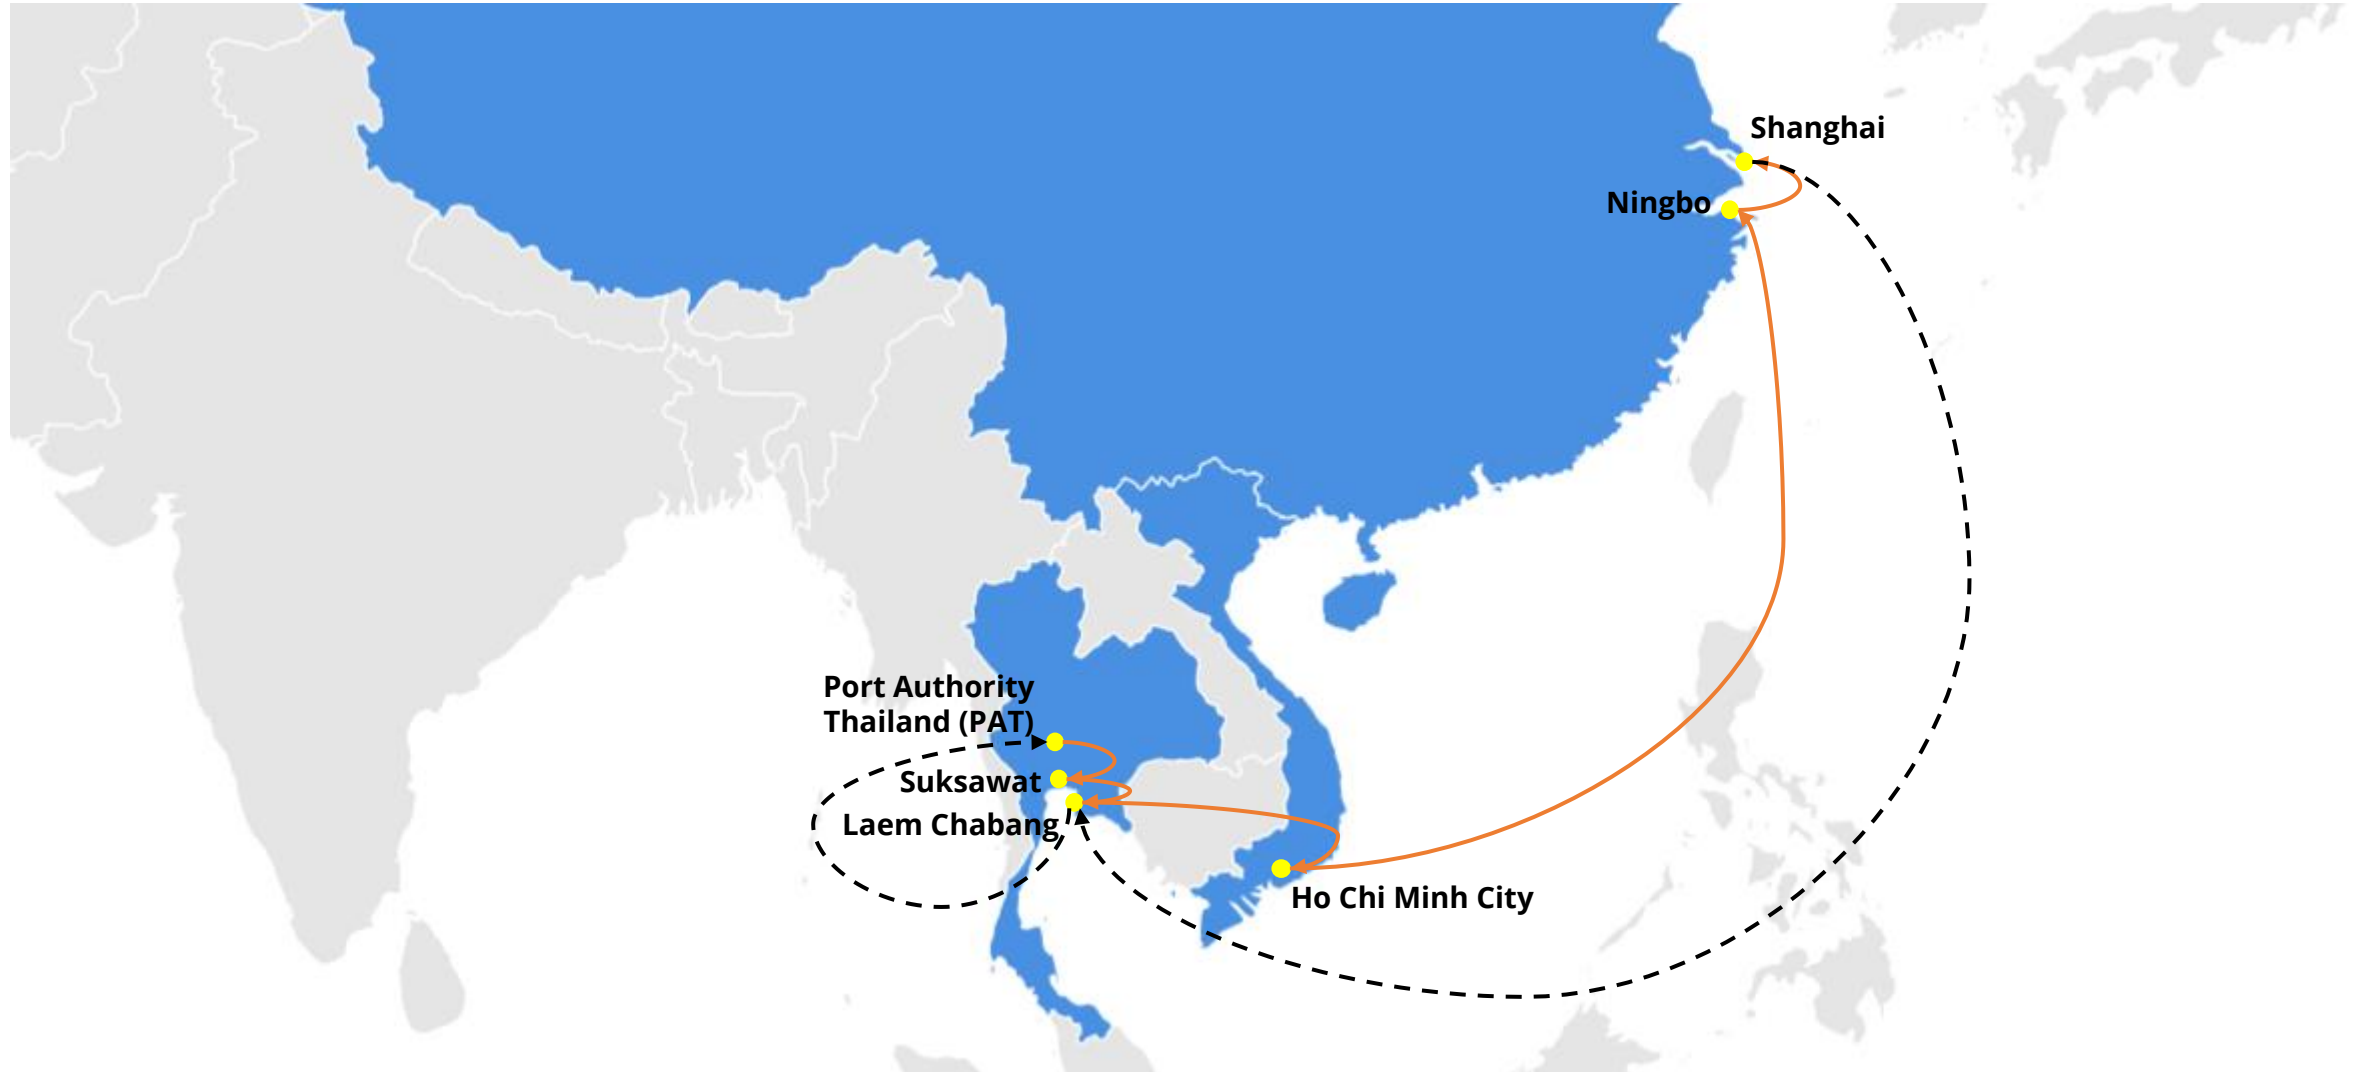 Shanghai
Ningbo
Port Authority
Thailand (PAT)
Suksawat
Laem Chabang
Ho Chi Minh City